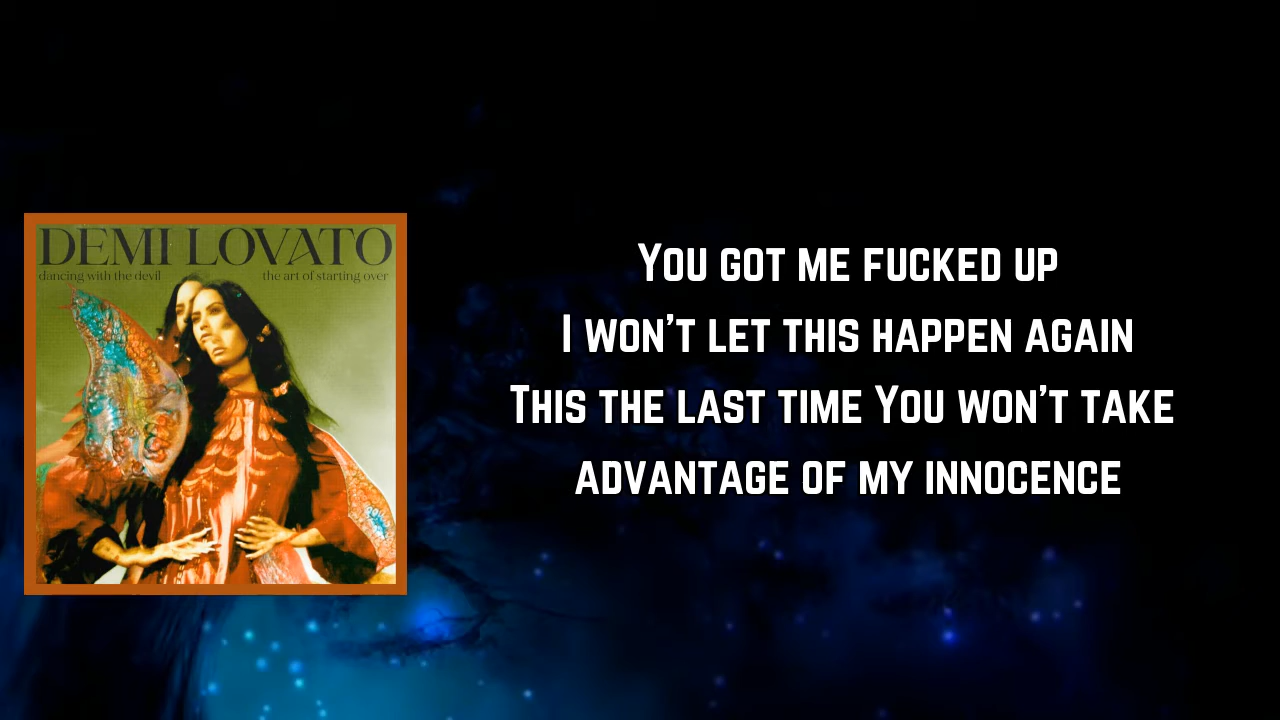 DEMI LOVATO
dancing with the devil the art of starting over
You got me fucked up
I won't let this happen again
This the last time You won't take
advantage of my innocence